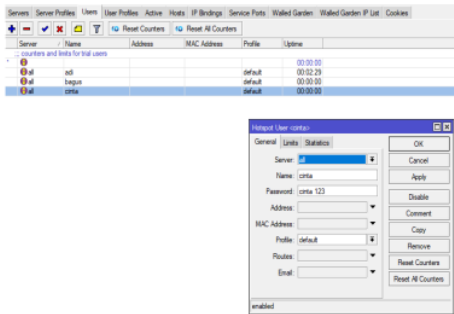 Servers Server Profiles Users User Profiles Active Hosts IP Bindings Service Ports Walled Garden Walled Garden IP List Cookies
Reset Counters Reset All Counters
Server Name Address MAC Address Profile Uptime
::: counters and limits for trial users
00:00:00
all adi default 00:02:29
all bagus default 00:00:00
all cinta default 00:00:00
Hotspot User <cinta>
General Limits Statistics
OK
Server: all
Cancel
Name: cinta
Apply
Password: cinta 123
Disable
Address:
Comment
MAC Address:
Copy
Profile: default
Remove
Routes:
Reset Counters
Email:
Reset All Counters
enabled